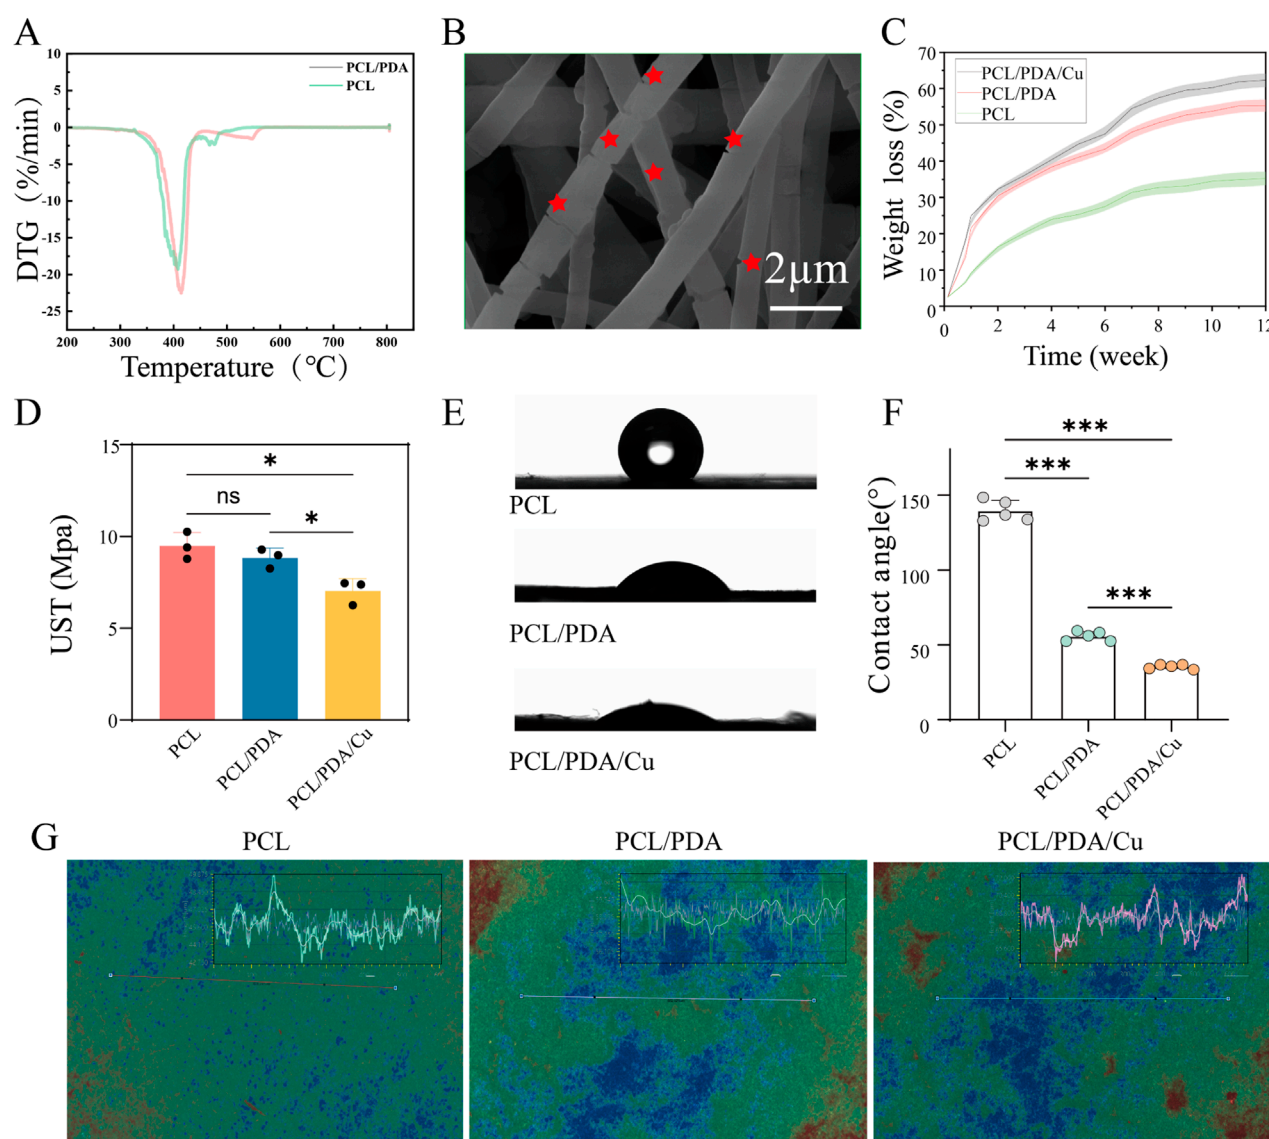 A
DTG (%/min)
10
5
0
-5
-10
-15
-20
-25
200
300
400
500
600
700
800
Temperature (℃)
PCL/PDA
PCL
B
2μm
C
Weight loss (%)
70
60
50
40
30
20
10
0
0
2
4
6
8
10
12
Time (week)
PCL/PDA/Cu
PCL/PDA
PCL
D
UST (Mpa)
15
10
5
0
*
ns
*
PCL
PCL/PDA
PCL/PDA/Cu
E
PCL
PCL/PDA
PCL/PDA/Cu
F
Contact angle(°)
150
100
50
0
***
***
***
PCL
PCL/PDA
PCL/PDA/Cu
G
PCL
PCL/PDA
PCL/PDA/Cu